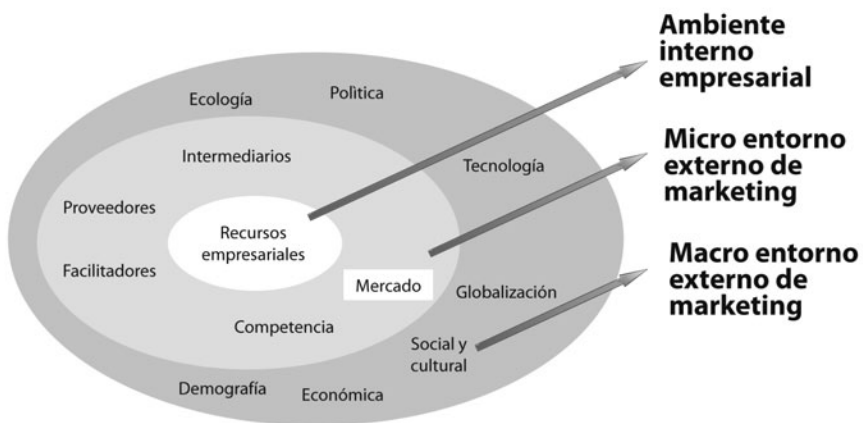 Ambiente
interno
empresarial
Micro entorno
externo de
marketing
Macro entorno
externo de
marketing
Ecología
Polìtica
Tecnología
Intermediarios
Proveedores
Facilitadores
Recursos
empresariales
Mercado
Globalización
Competencia
Social y
cultural
Demografía
Económica